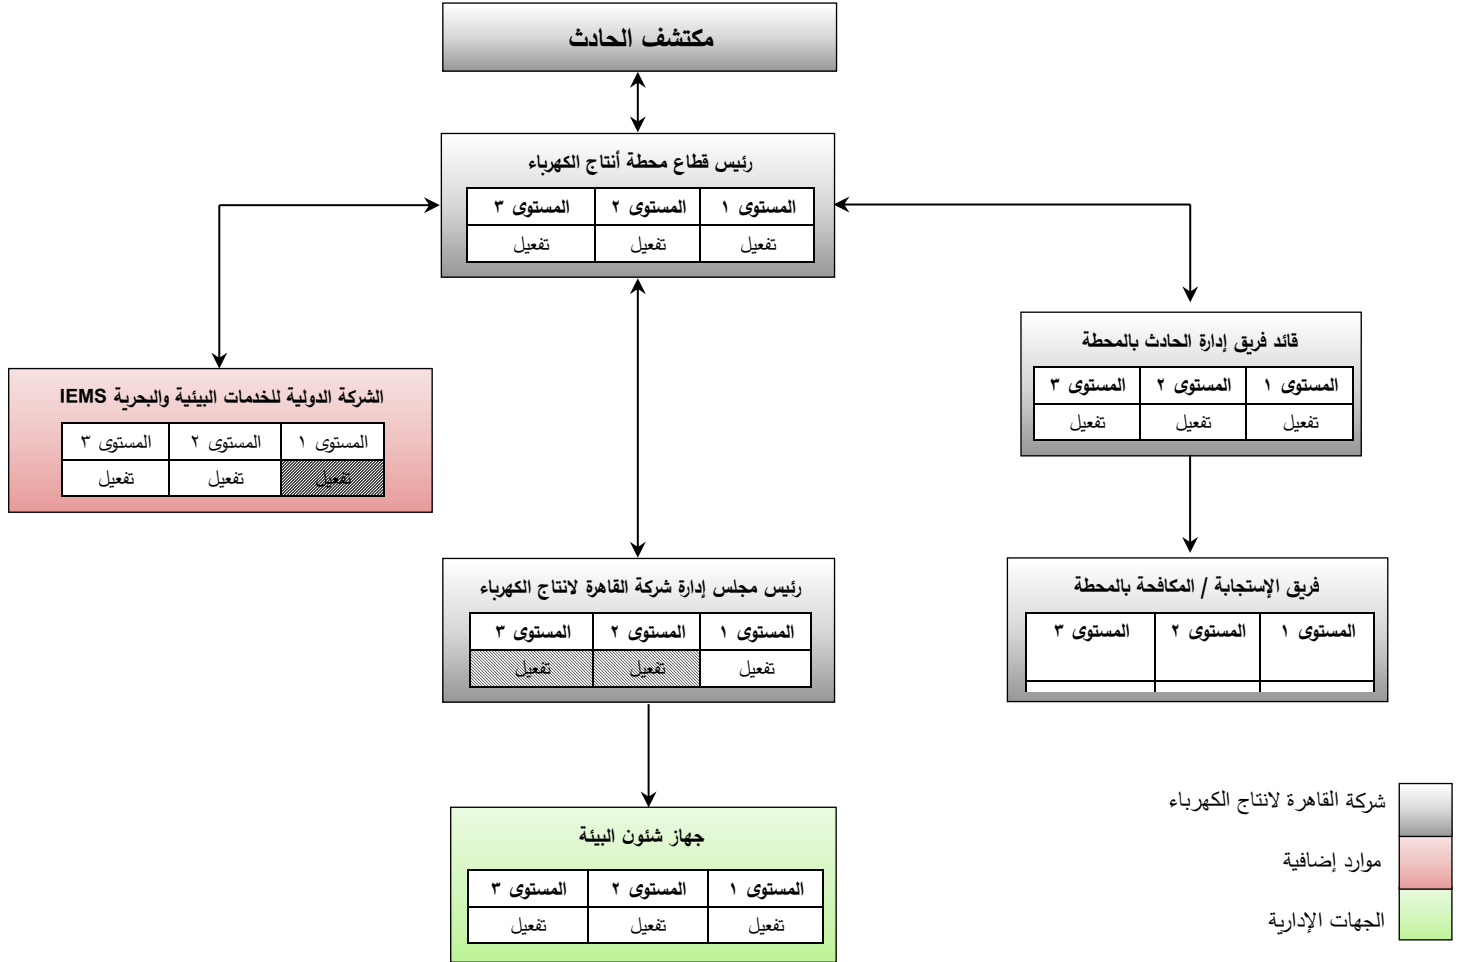 مكتشف الحادث
رئيس قطاع محطة أنتاج الكهرباء
المستوى ١ المستوى ٢ المستوى ٣
تفعيل تفعيل تفعيل
قائد فريق إدارة الحادث بالمحطة
المستوى ١ المستوى ٢ المستوى ٣
تفعيل تفعيل تفعيل
الشركة الدولية للخدمات البيئية والبحرية IEMS
المستوى ١ المستوى ٢ المستوى ٣
تفعيل تفعيل تفعيل
فريق الإستجابة / المكافحة بالمحطة
المستوى ١ المستوى ٢ المستوى ٣
رئيس مجلس إدارة شركة القاهرة لانتاج الكهرباء
المستوى ١ المستوى ٢ المستوى ٣
تفعيل تفعيل تفعيل
جهاز شئون البيئة
المستوى ١ المستوى ٢ المستوى ٣
تفعيل تفعيل تفعيل
شركة القاهرة لانتاج الكهرباء
موارد إضافية
الجهات الإدارية